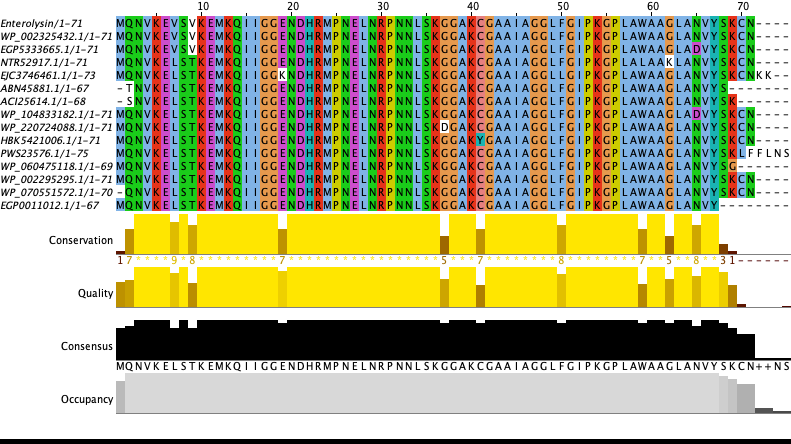 10 20 30 40 50 60 70
Enterolysin/1-71 MQNVKEVSVKEMKQIIGGENDHRMPNELNRPNNLSKGGAKCGAAIAGGLFGIPKGPLAWAAGLANVYSKCN----
WP_002325432.1/1-71 MQNVKELSVKEMKQIIGGENDHRMPNELNRPNNLSKGGAKCGAAIAGGLFGIPKGPLAWAAGLANVYSKCN----
EGP5333665.1/1-71 MQNVKEVSVKEMKQIIGGENDHRMPNELNRPNNLSKGGAKCGAAIAGGLFGIPKGPLAWAAGLADVYSKCN----
NTR52917.1/1-71 MQNVKELSTKEMKQIIGGENDHRMPNELNRPNNLSKGGAKCGAAIAGGLFGIPKGPLALAAKLANVYSKCN----
EJC3746461.1/1-73 MQNVKELSTKEMKQIIGGKNDHRMPNELNRPNNLSKGGAKCGAAIAGGLFGIPKGPLAWAAGLANVYSKCNKK--
ABN45881.1/1-67 -TNVKELSTKEMKQIIGGENDHRMPNELNRPNNLSKGGAKCGAAIAGGLFGIPKGPLAWAAGLANVYS-------
ACI25614.1/1-68 -SNVKELSTKEMKQIIGGENDHRMPNELNRPNNLSKGGAKCGAAIAGGLFGIPKGPLAWAAGLANVYSK------
WP_104833182.1/1-71 MQNVKELSTKEMKQIIGGENDHRMPNELNRPNNLSKGGAKCGAAIAGGLFGIPKGPLAWAAGLADVYSKCN----
WP_220724088.1/1-71 MQNVKELSTKEMKQIIGGENDHRMPNELNRPNNLSKDGAKCGAAIAGGLFGIPKGPLAWAAGLANVYSKCN----
HBK5421006.1/1-71 MQNVKELSTKEMKQIIGGENDHRMPNELNRPNNLSKGGAKYGAAIAGGLFGIPKGPLAWAAGLANVYSKCN----
PWS23576.1/1-75 MQNVKELSTKEMKQIIGGENDHRMPNELNRPNNLSKGGAKCGAAIAGGLFGIPKGPLAWAAGLANVYSKLFFLNS
WP_060475118.1/1-69 MQNVKELSTKEMKQIIGGENDHRMPNELNRPNNLSKGGAKCGAAIAGGLFGIPKGPLAWAAGLANVYSG------
WP_002295295.1/1-71 MQNVKELSTKEMKQIIGGENDHRMPNELNRPNNLSKGGAKCGAAIAGGLFGIPKGPLAWAAGLANVYSKCN----
WP_070551572.1/1-70 -QNVKELSTKEMKQIIGGENDHRMPNELNRPNNLSKGGAKCGAAIAGGLFGIPKGPLAWAAGLANVYSKCN----
EGP0011012.1/1-67 MQNVKELSTKEMKQIIGGENDHRMPNELNRPNNLSKGGAKCGAAIAGGLFGIPKGPLAWAAGLANVY--------
Conservation
17****9*8*********7*****************5***7********8********7**5**8**31------
Quality
Consensus
MQNVKELSTKEMKQIIGGENDHRMPNELNRPNNLSKGGAKCGAAIAGGLFGIPKGPLAWAAGLANVYSKCN++NS
Occupancy